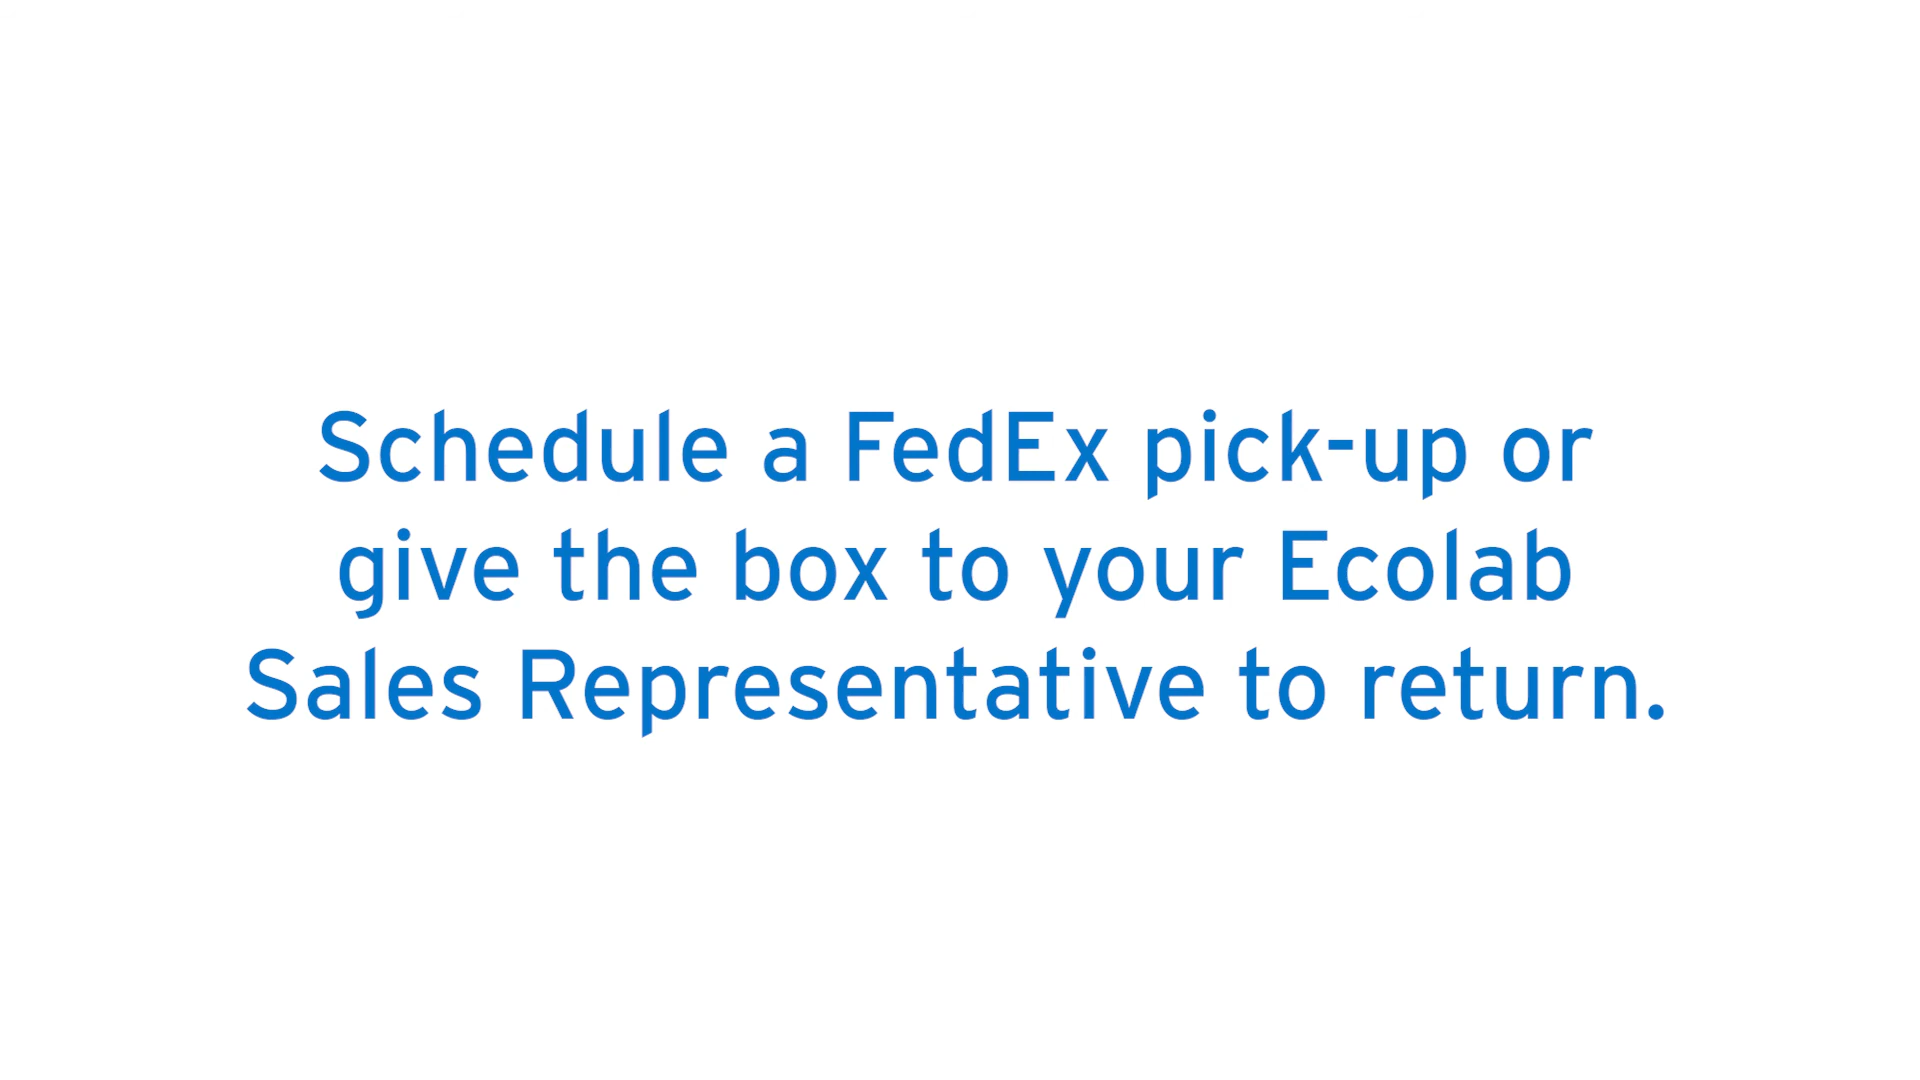 Schedule a FedEx pick-up or
give the box to your Ecolab
Sales Representative to return.